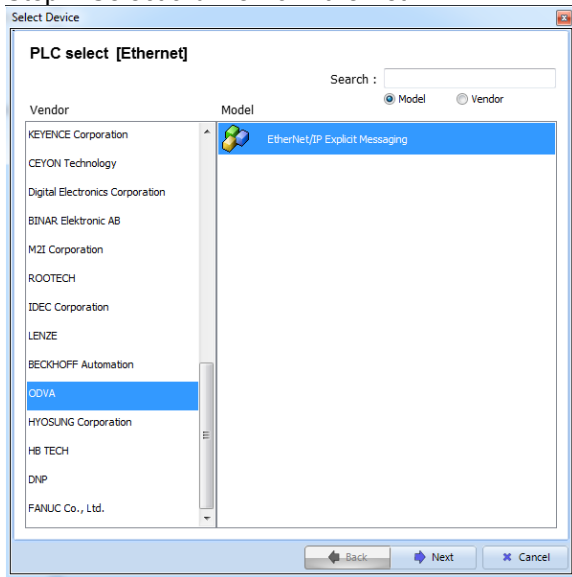 Select Device
PLC select [Ethernet]
Search :
Model
Vendor
Vendor
Model
KEYENCE Corporation
CEYON Technology
Digital Electronics Corporation
BINAR Elektronic AB
M2I Corporation
ROOTECH
IDEC Corporation
LENZE
BECKHOFF Automation
ODVA
HYOSUNG Corporation
HB TECH
DNP
FANUC Co., Ltd.
EtherNet/IP Explicit Messaging
Back
Next
Cancel